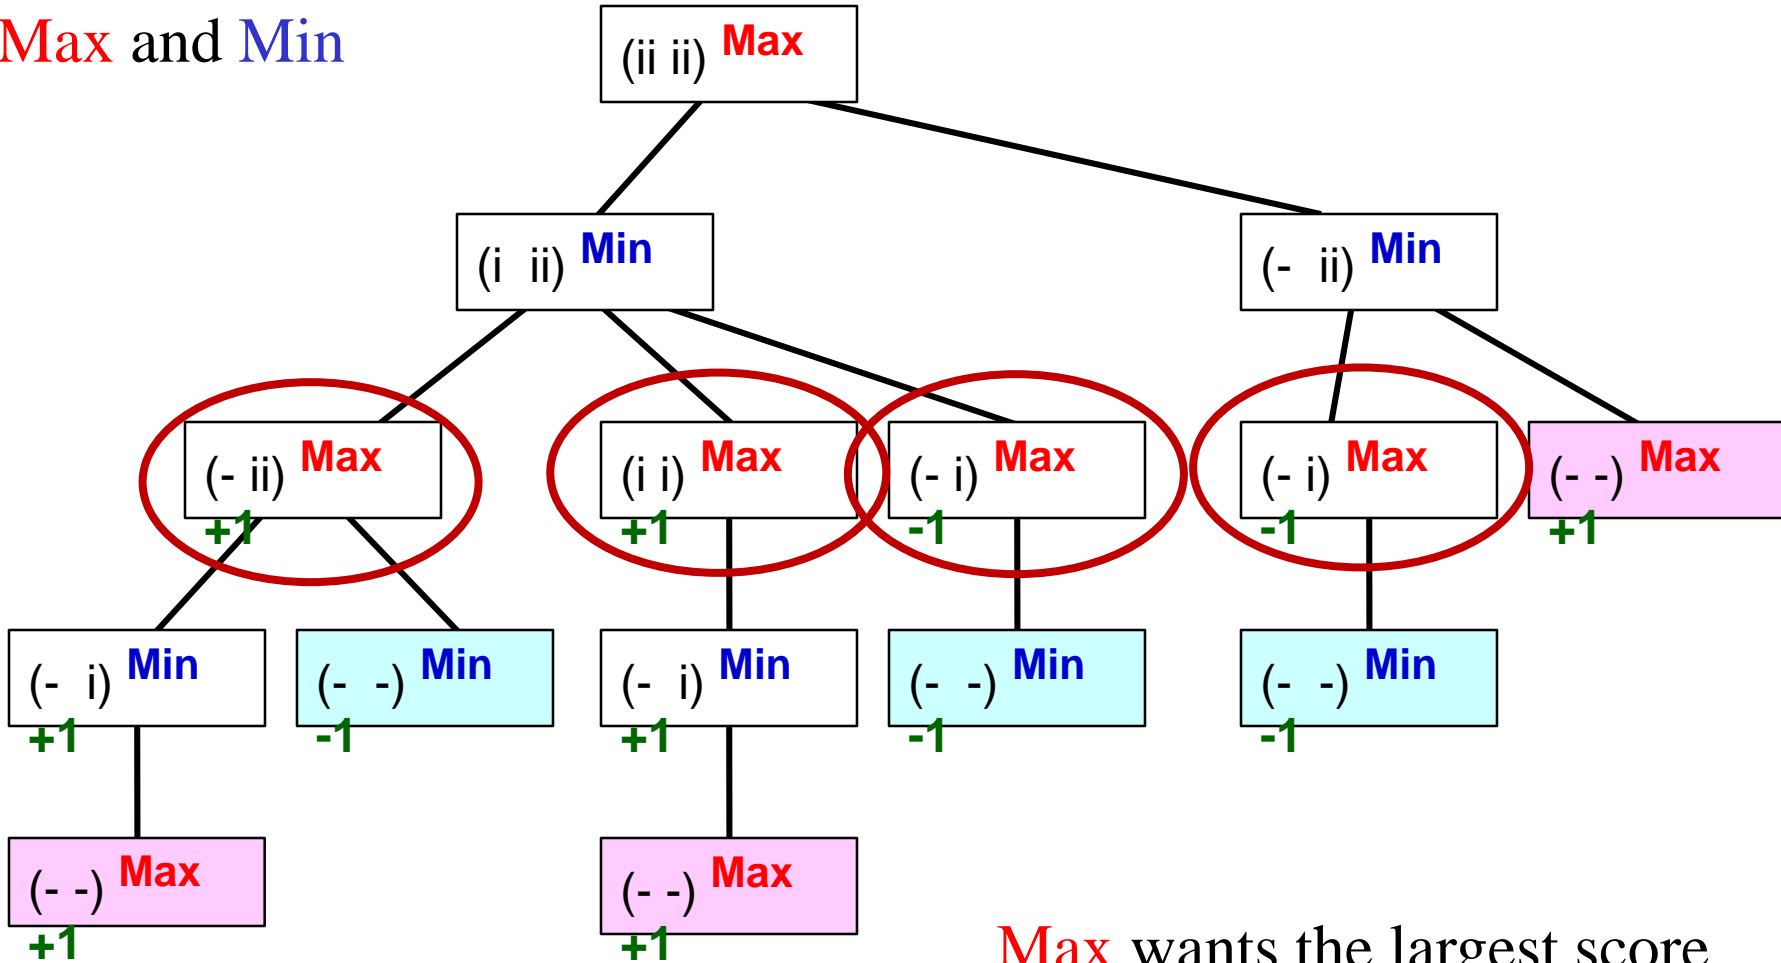 Max and Min
(ii ii) Max
(i ii) Min
(- ii) Min
(- ii) Max
+1
(i i) Max
+1
(- i) Max
-1
(- i) Max
-1
(- -) Max
+1
(- i) Min
+1
(- -) Min
-1
(- i) Min
+1
(- -) Min
-1
(- -) Min
-1
(- -) Max
+1
(- -) Max
+1
Max wants the largest score